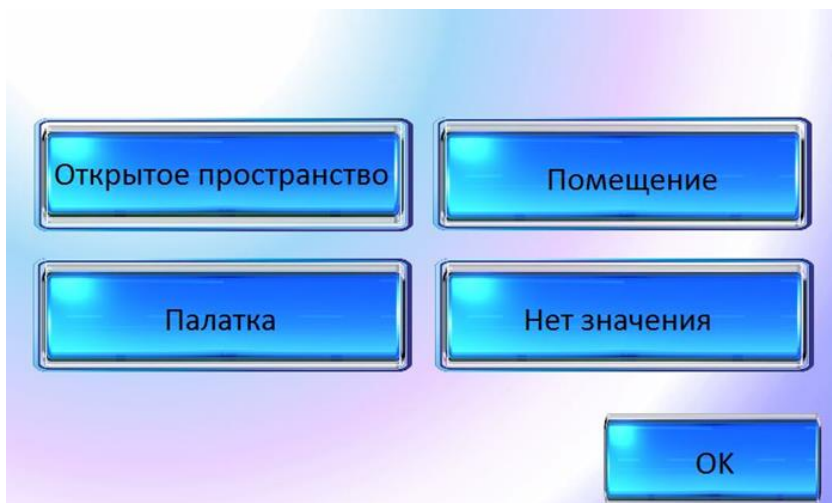 Открытое пространство
Помещение
Палатка
Нет значения
OK